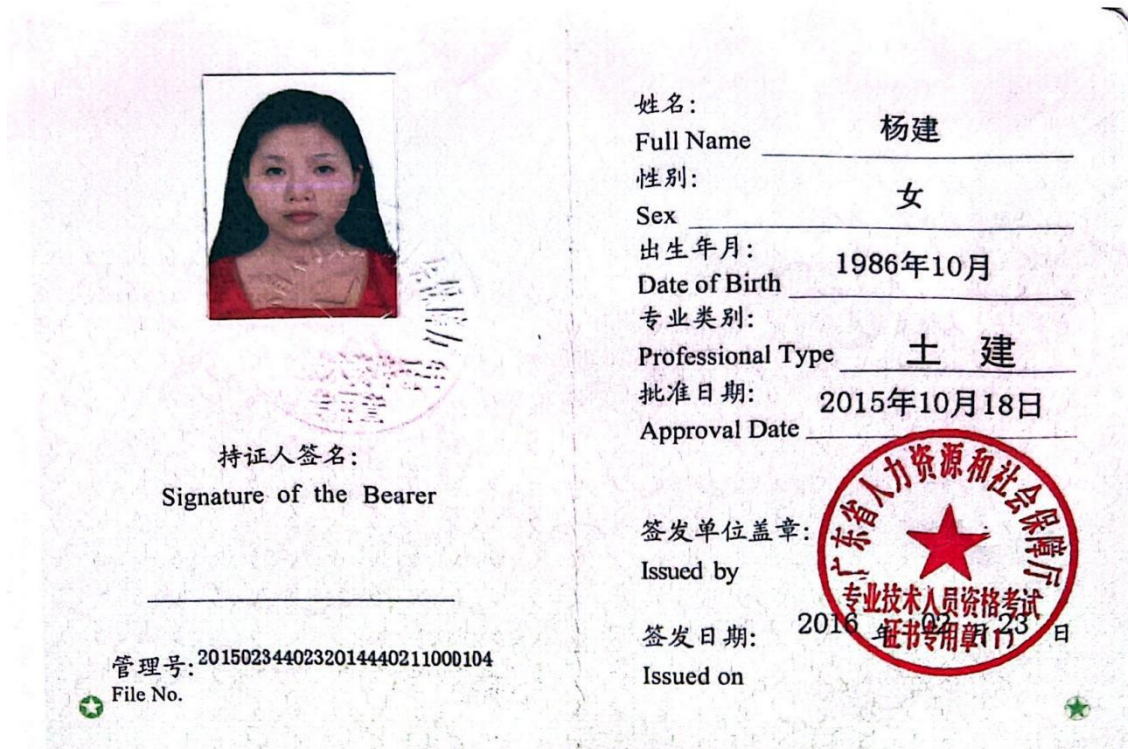 持证人签名:
Signature of the Bearer
管理号: 2015023440232014440211000104
File No.
姓名:
Full Name 杨建
性别:
Sex 女
出生年月:
Date of Birth 1986年10月
专业类别:
Professional Type 土 建
批准日期:
Approval Date 2015年10月18日
签发单位盖章:
Issued by
广东省人力资源和社会保障厅
专业技术人员资格考试
证书专用章(1)
签发日期: 2016 年 02 月 23 日
Issued on